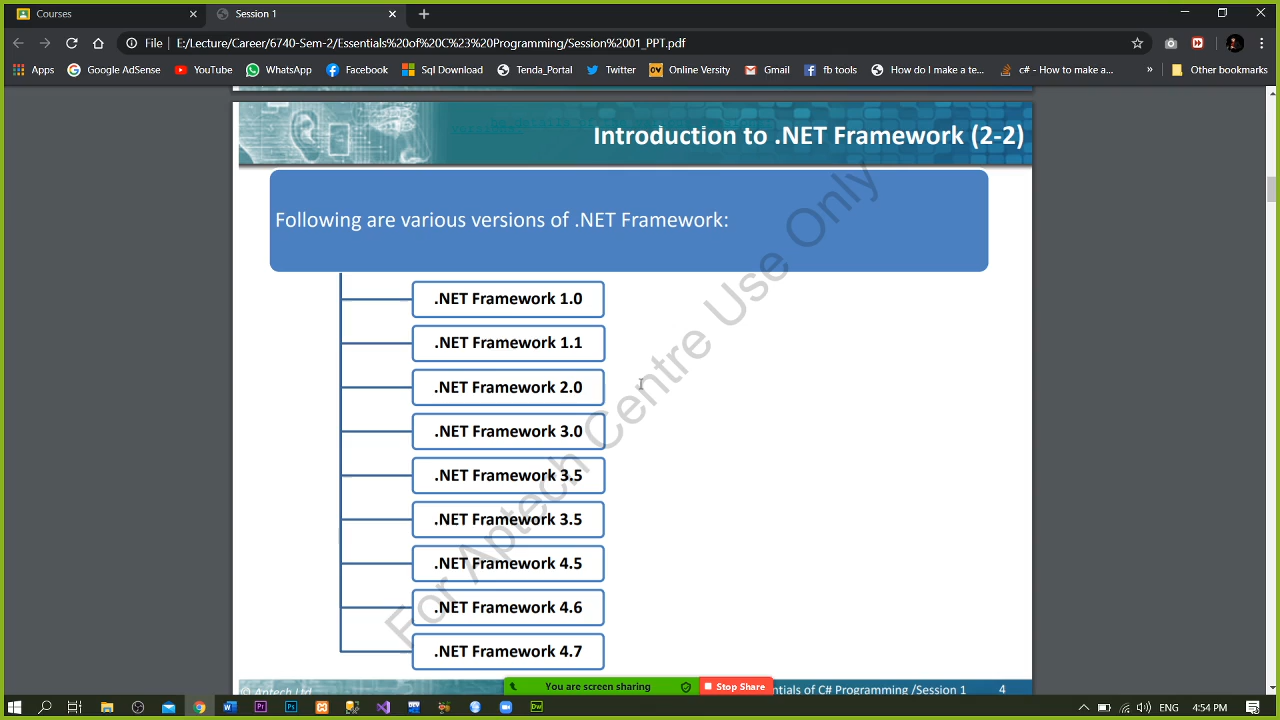 Courses
Session 1
File E:/Lecture/Career/6740-Sem-2/Essentials%20of%20C%23%20Programming/Session%2001_PPT.pdf
Apps Google AdSense YouTube WhatsApp Facebook Sql Download Tenda_Portal Twitter Online Versity Gmail fb tools How do I make a te... c# - How to make a... » Other bookmarks
Introduction to .NET Framework (2-2)
Following are various versions of .NET Framework:
.NET Framework 1.0
.NET Framework 1.1
.NET Framework 2.0
.NET Framework 3.0
.NET Framework 3.5
.NET Framework 3.5
.NET Framework 4.5
.NET Framework 4.6
.NET Framework 4.7
For Aptech Centre Use Only
© Aptech Ltd.
entials of C# Programming /Session 1 4
You are screen sharing Stop Share
ENG 4:54 PM